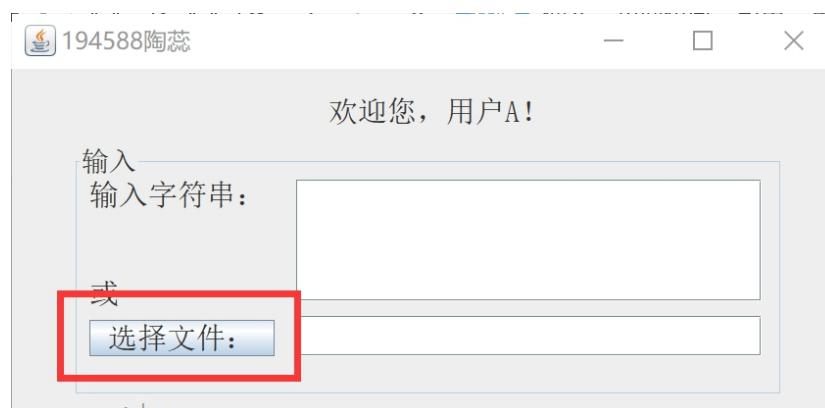 194588陶蕊
欢迎您，用户A!
输入
输入字符串：
或
选择文件：